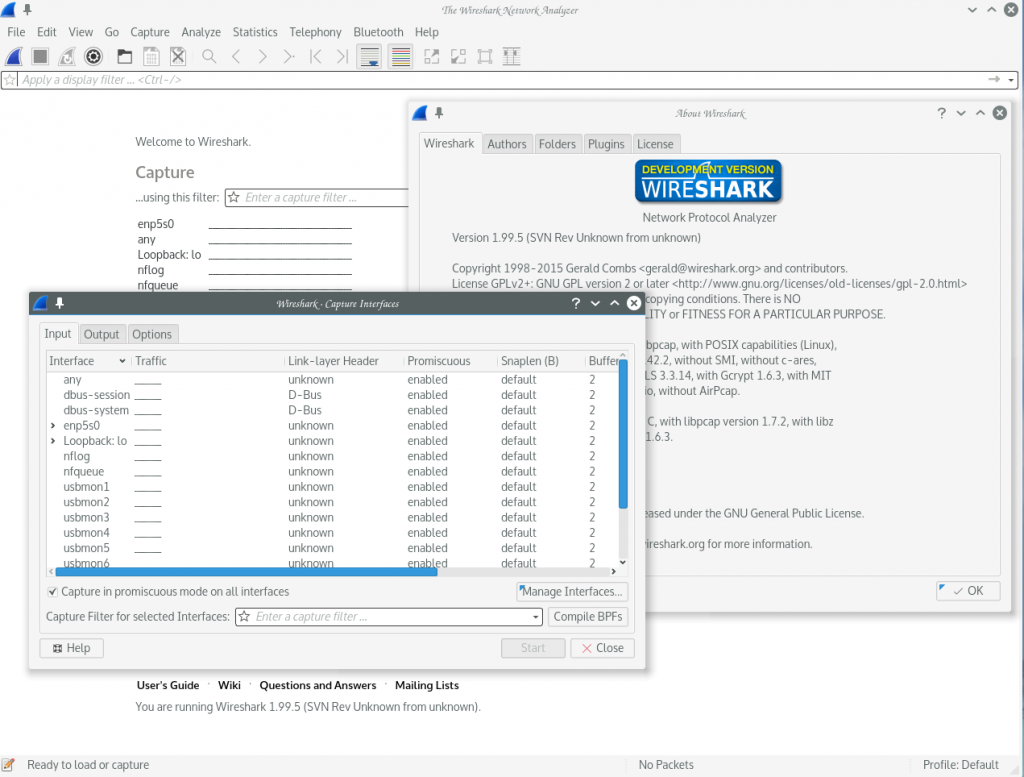 The Wireshark Network Analyzer
File Edit View Go Capture Analyze Statistics Telephony Bluetooth Help
Apply a display filter ... <Ctrl-/>
Welcome to Wireshark.
Capture
...using this filter: Enter a capture filter ...
enp5s0
any
Loopback: lo
nflog
nfqueue
About Wireshark
Wireshark Authors Folders Plugins License
DEVELOPMENT VERSION
WIRESHARK
Network Protocol Analyzer
Version 1.99.5 (SVN Rev Unknown from unknown)
Copyright 1998-2015 Gerald Combs <gerald@wireshark.org> and contributors.
License GPLv2+: GNU GPL version 2 or later <http://www.gnu.org/licenses/old-licenses/gpl-2.0.html>
copying conditions. There is NO
LITY or FITNESS FOR A PARTICULAR PURPOSE.
bpcap, with POSIX capabilities (Linux),
42.2, without SMI, without c-ares,
LS 3.3.14, with Gcrypt 1.6.3, with MIT
io, without AirPcap.
C, with libpcap version 1.7.2, with libz
1.6.3.
eased under the GNU General Public License.
wireshark.org for more information.
OK
Wireshark · Capture Interfaces
Input Output Options
Interface Traffic Link-layer Header Promiscuous Snaplen (B) Buffer
any unknown enabled default 2
dbus-session D-Bus enabled default 2
dbus-system D-Bus enabled default 2
enp5s0 unknown enabled default 2
Loopback: lo unknown enabled default 2
nflog unknown enabled default 2
nfqueue unknown enabled default 2
usbmon1 unknown enabled default 2
usbmon2 unknown enabled default 2
usbmon3 unknown enabled default 2
usbmon4 unknown enabled default 2
usbmon5 unknown enabled default 2
usbmon6 unknown enabled default 2
Capture in promiscuous mode on all interfaces Manage Interfaces...
Capture Filter for selected Interfaces: Enter a capture filter ... Compile BPFs
Help Start Close
User's Guide · Wiki · Questions and Answers · Mailing Lists
You are running Wireshark 1.99.5 (SVN Rev Unknown from unknown).
Ready to load or capture No Packets Profile: Default